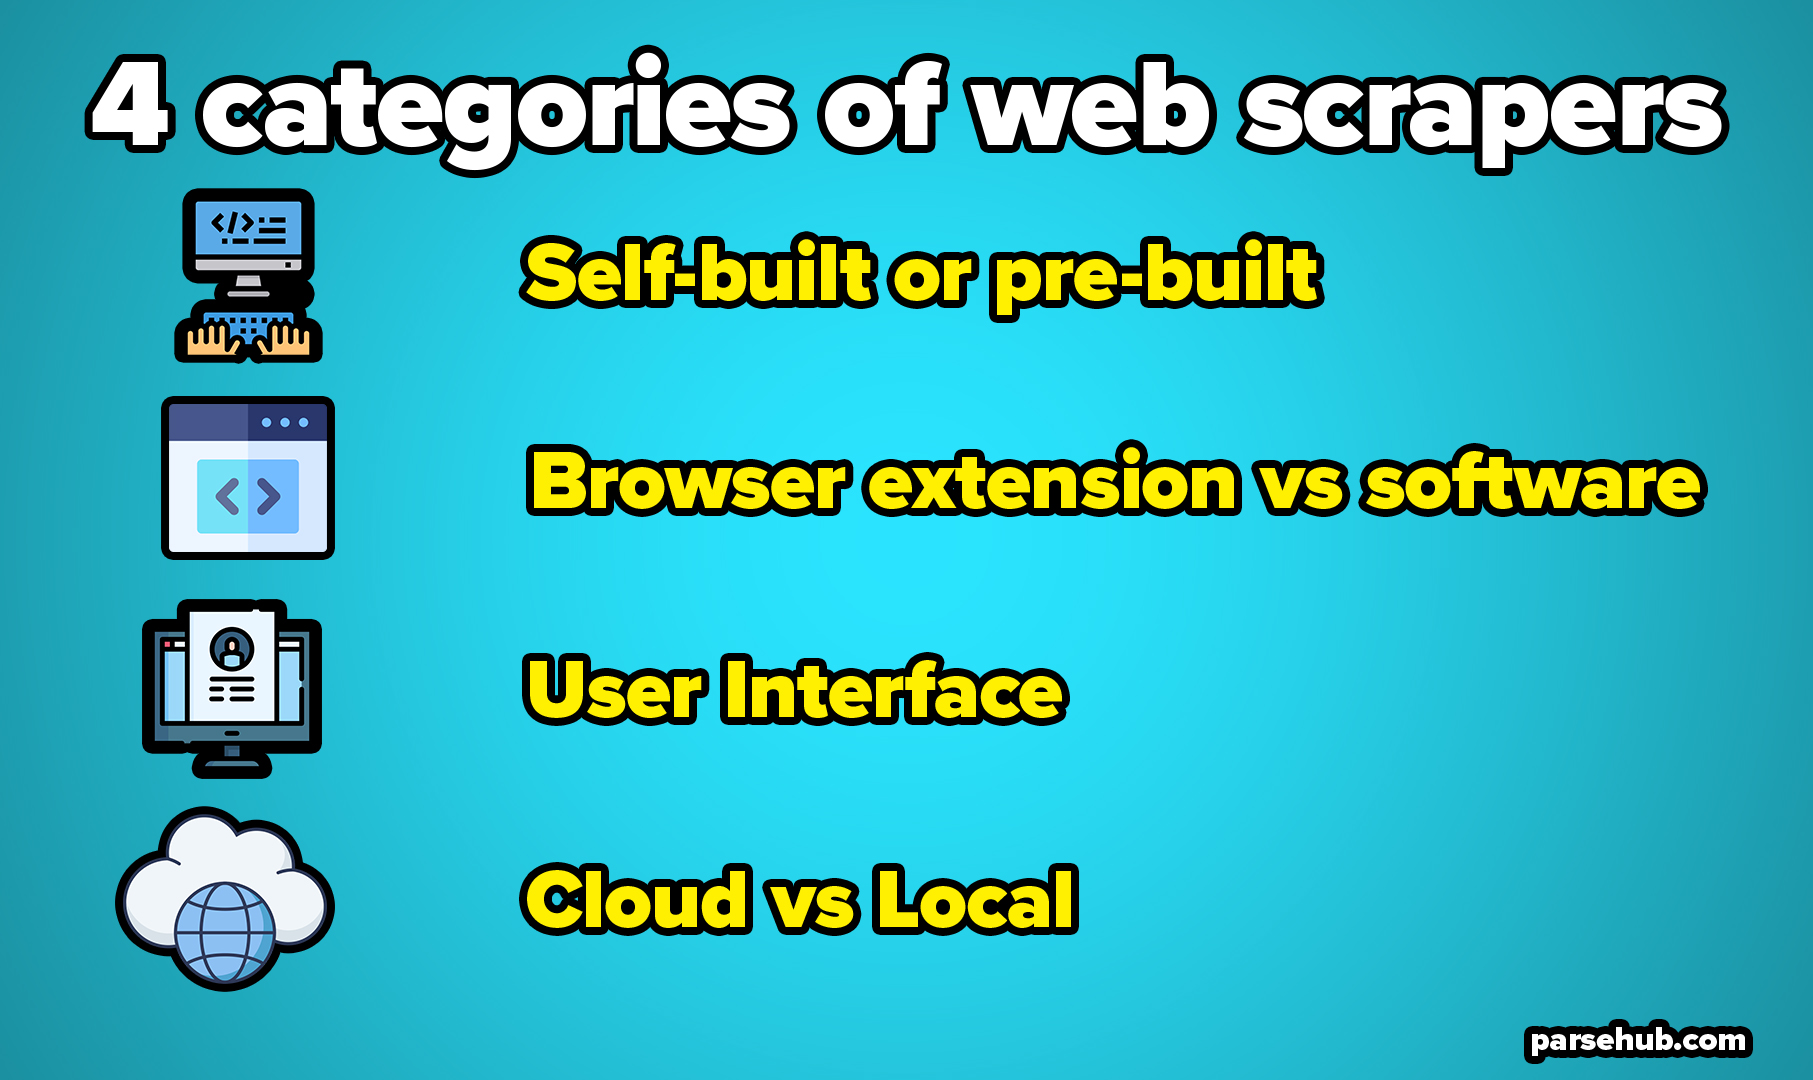 4 categories of web scrapers
Self-built or pre-built
Browser extension vs software
User Interface
Cloud vs Local
parsehub.com